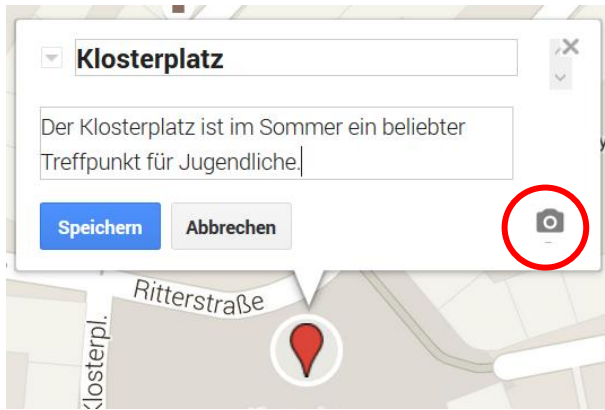 Klosterplatz
Der Klosterplatz ist im Sommer ein beliebter
Treffpunkt für Jugendliche.
Speichern Abbrechen
Ritterstraße
Klosterpl.